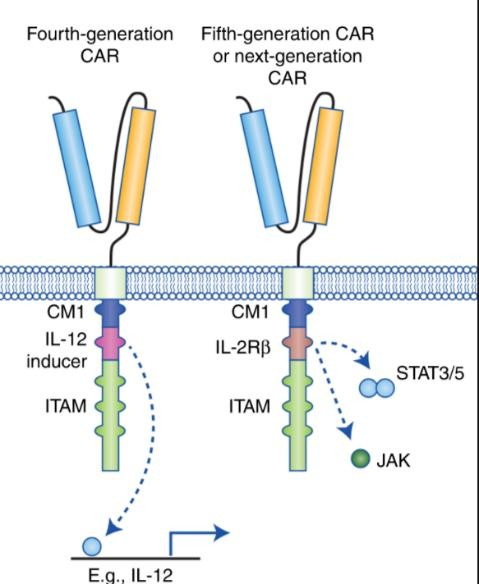 Fourth-generation
CAR
Fifth-generation CAR
or next-generation
CAR
CM1
IL-12
inducer
ITAM
E.g., IL-12
CM1
IL-2Rβ
ITAM
STAT3/5
JAK